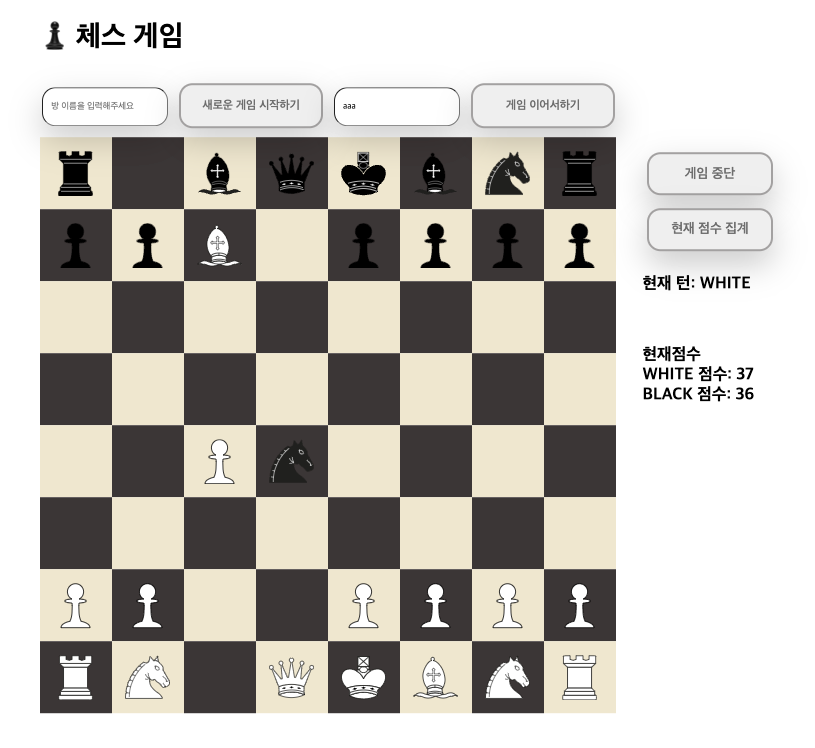 체스 게임
방 이름을 입력해주세요
새로운 게임 시작하기
aaa
게임 이어서하기
게임 중단
현재 점수 집계
현재 턴: WHITE
현재점수
WHITE 점수: 37
BLACK 점수: 36